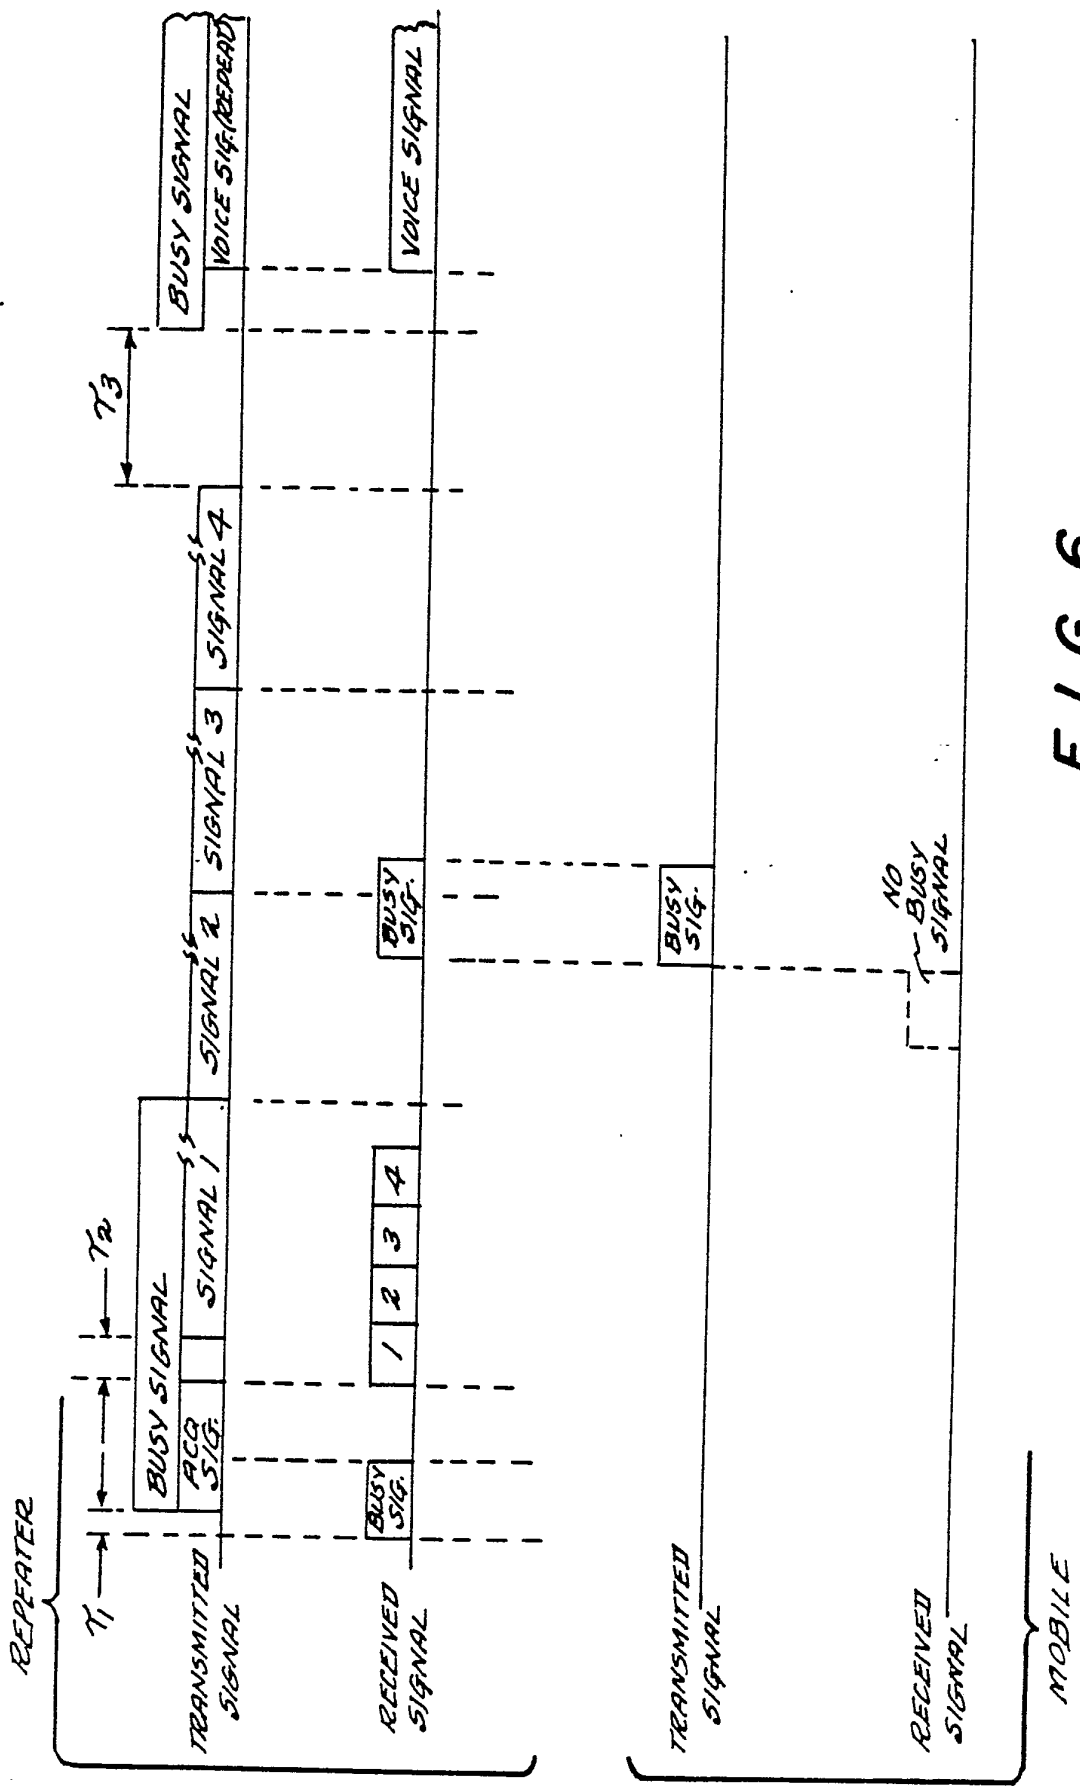 REPEATER
τ1
τ2
τ3
TRANSMITTED
SIGNAL
BUSY SIGNAL
ACQ
SIG.
SIGNAL 1
SIGNAL 2
SIGNAL 3
SIGNAL 4
BUSY SIGNAL
VOICE SIG.(REPEAD)
RECEIVED
SIGNAL
BUSY
SIG.
1 2 3 4
BUSY
SIG.
VOICE SIGNAL
TRANSMITTED
SIGNAL
BUSY
SIG.
RECEIVED
SIGNAL
NO
BUSY
SIGNAL
MOBILE
FIG 6